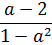 a − 2
1 − a²